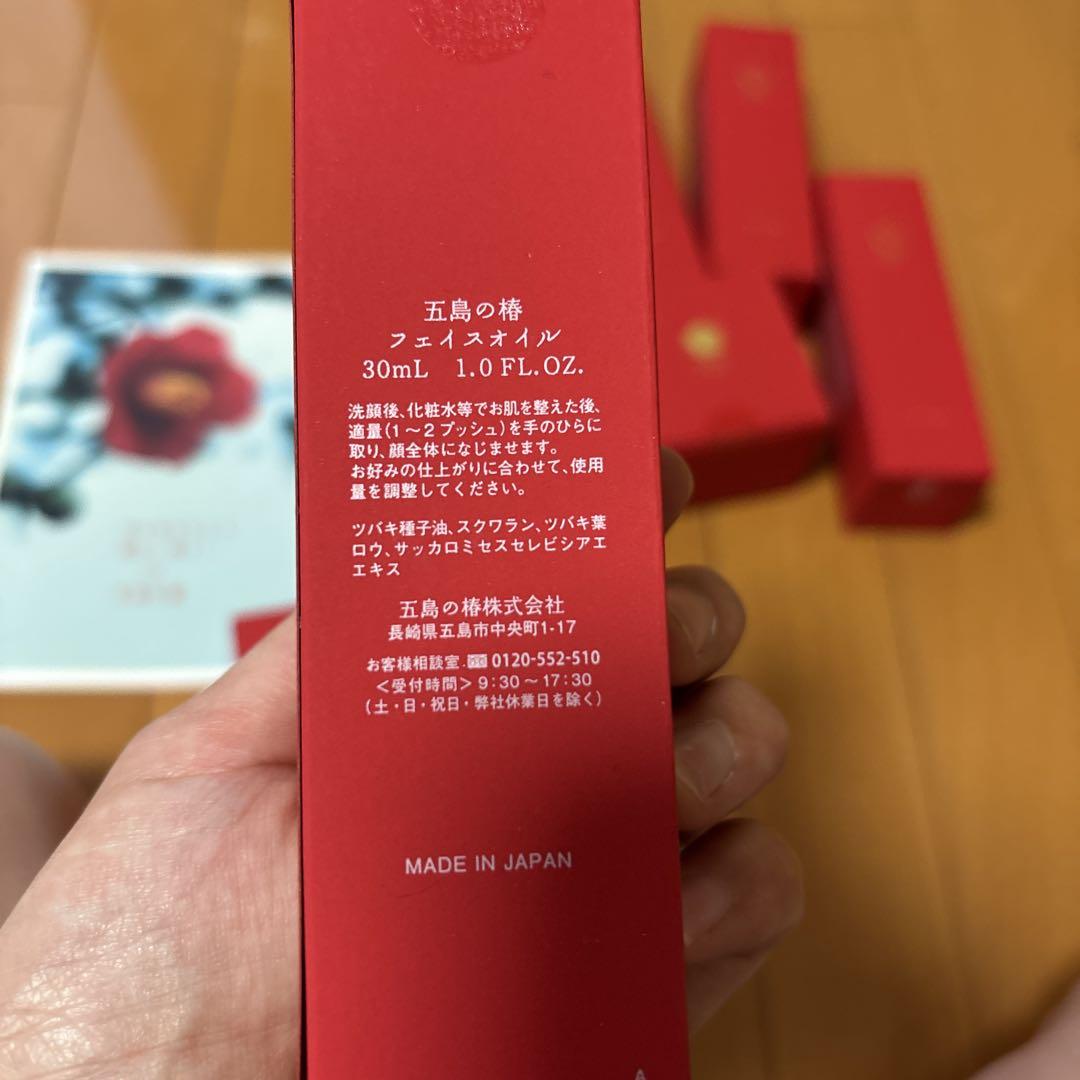 五島の椿
フェイスオイル
30mL 1.0 FL.OZ.
洗顔後、化粧水等でお肌を整えた後、
適量(1〜2プッシュ)を手のひらに
取り、顔全体になじませます。
お好みの仕上がりに合わせて、使用
量を調整してください。
ツバキ種子油、スクワラン、ツバキ葉
ロウ、サッカロミセスセレビシアエ
エキス
五島の椿株式会社
長崎県五島市中央町1-17
お客様相談室. 0120-552-510
<受付時間> 9:30〜17:30
(土・日・祝日・弊社休業日を除く)
MADE IN JAPAN